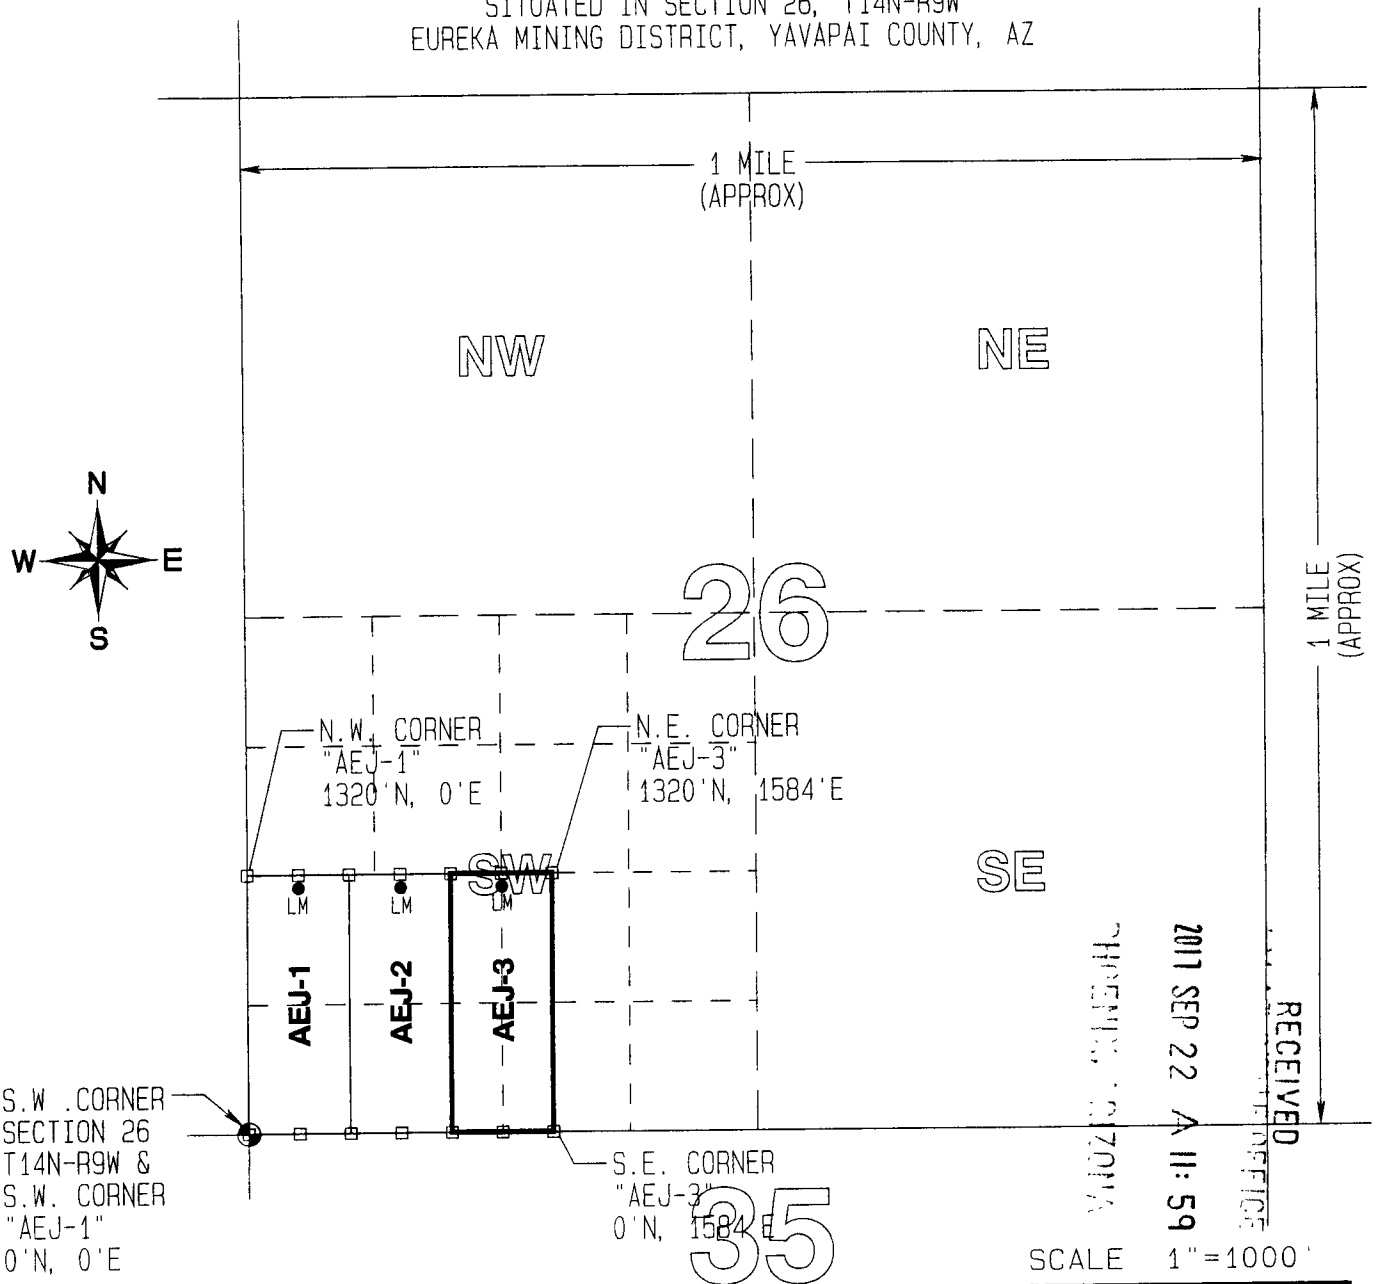 SITUATED IN SECTION 26, T14N-R9W
EUREKA MINING DISTRICT, YAVAPAI COUNTY, AZ
1 MILE
(APPROX)
NW
NE
N
W
E
S
26
1 MILE
(APPROX)
N.W. CORNER
"AEJ-1"
1320'N, 0'E
N.E. CORNER
"AEJ-3"
1320'N, 1584'E
SW
SE
LM
LM
LM
AEJ-1
AEJ-2
AEJ-3
S.W .CORNER
SECTION 26
T14N-R9W &
S.W. CORNER
"AEJ-1"
0'N, 0'E
S.E. CORNER
"AEJ-3"
0'N, 1584'E
35
RECEIVED
OFFICE
2011 SEP 22 A 11: 59
PHOENIX, ARIZONA
SCALE 1"=1000'